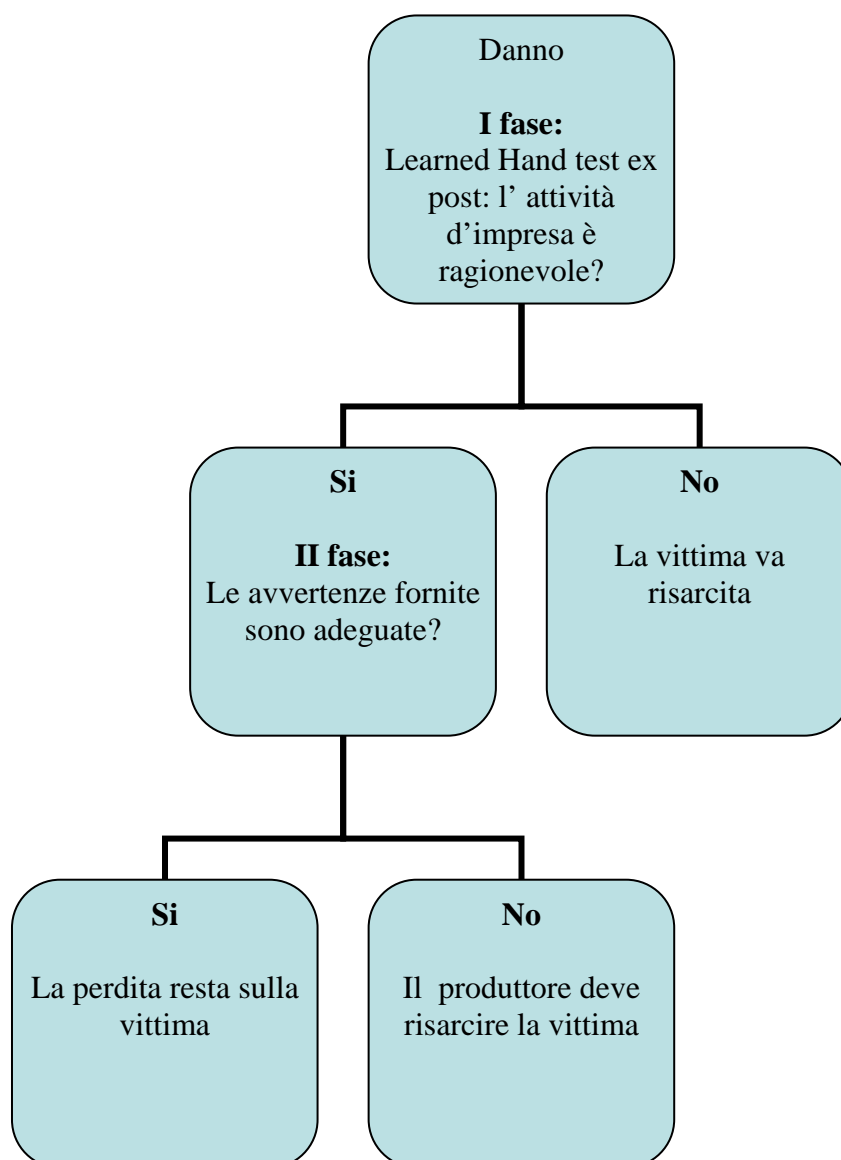 Danno
I fase:
Learned Hand test ex
post: l’ attività
d’impresa è
ragionevole?
Si
II fase:
Le avvertenze fornite
sono adeguate?
No
La vittima va
risarcita
Si
La perdita resta sulla
vittima
No
Il  produttore deve
risarcire la vittima